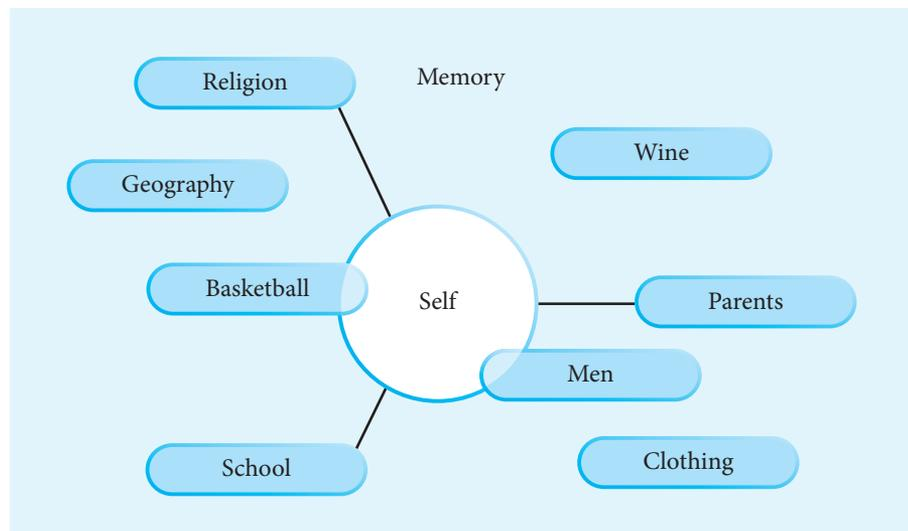 Religion
Memory
Wine
Geography
Basketball
Self
Parents
Men
School
Clothing